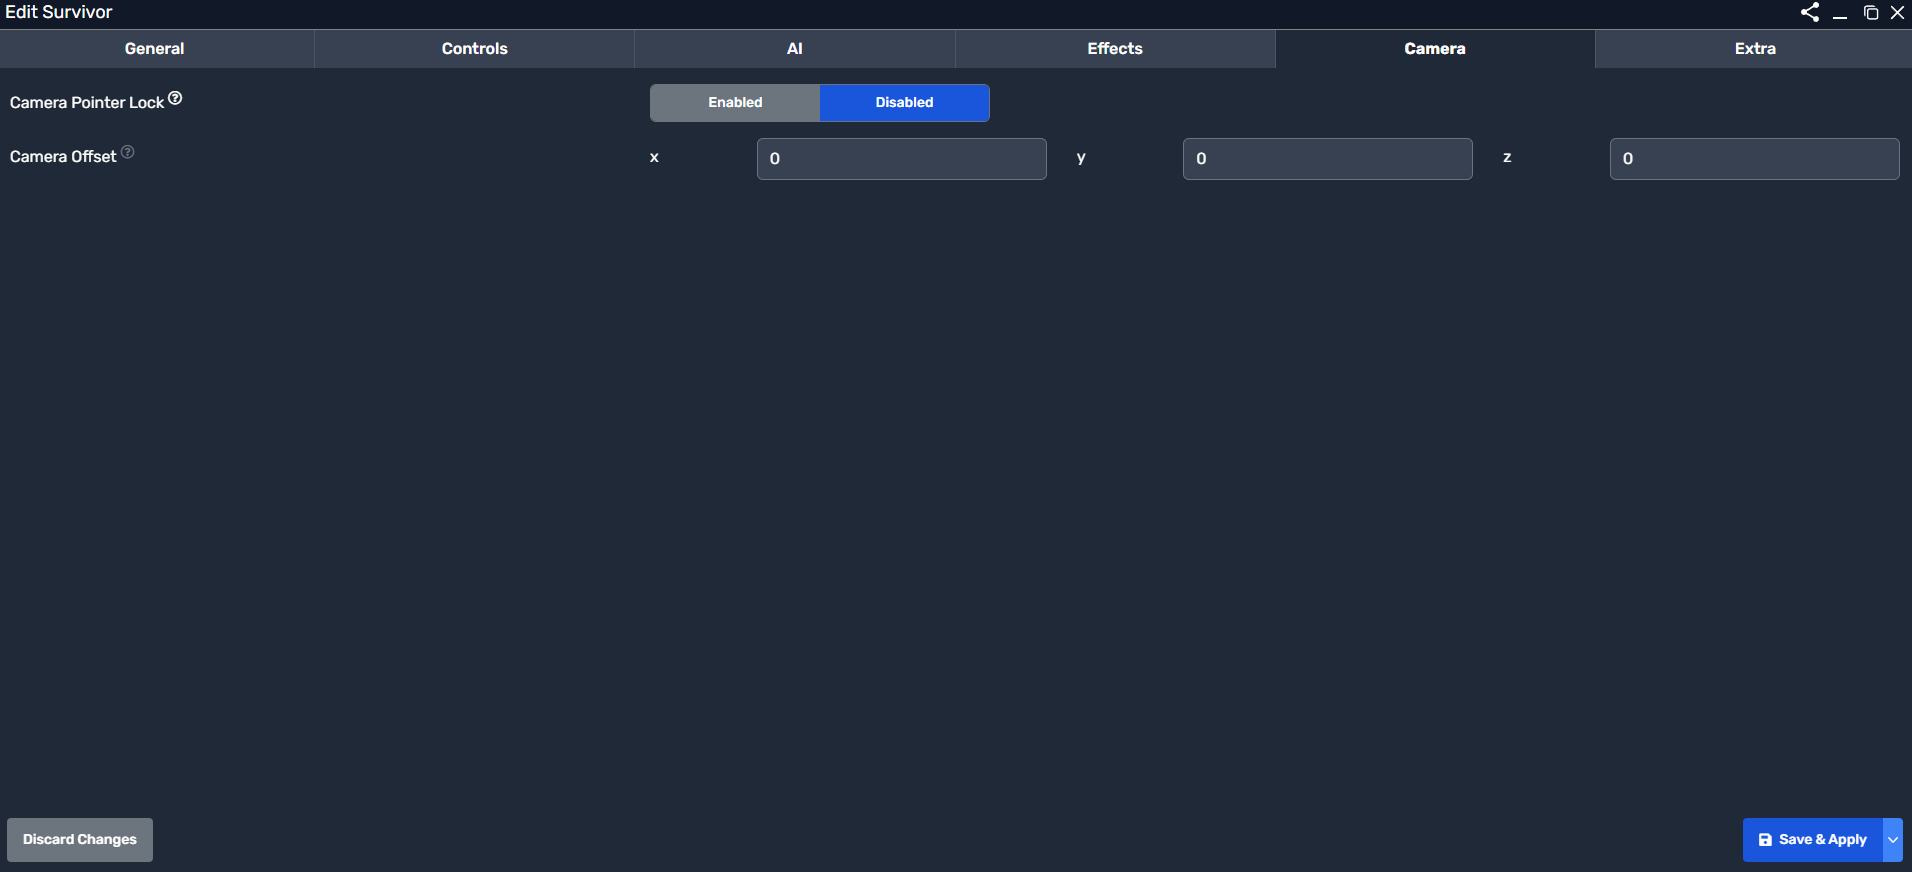 Edit Survivor
General Controls AI Effects Camera Extra
Camera Pointer Lock ? Enabled Disabled
Camera Offset ? x 0 y 0 z 0
Discard Changes Save & Apply